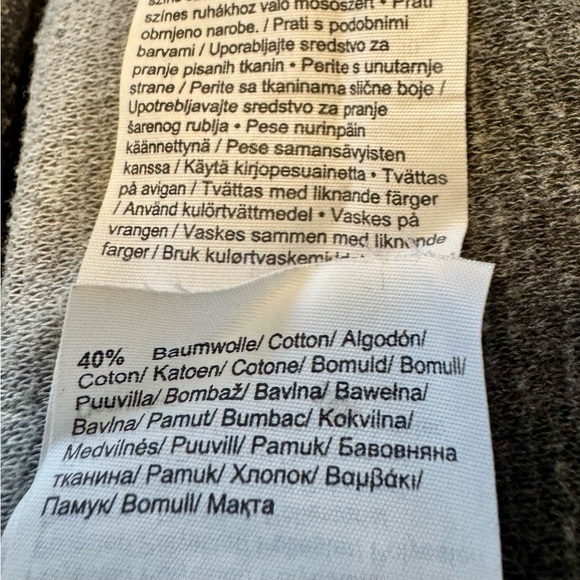 színes ruhákhoz való mosószert • Prati
obrnjeno narobe. / Prati s podobnimi
barvami / Uporabljajte sredstvo za
pranje pisanih tkanin • Perite s unutarnje
strane / Perite sa tkaninama slične boje /
Upotrebljavajte sredstvo za pranje
šarenog rublja • Pese nurinpäin
käännettynä / Pese samansävyisten
kanssa / Käytä kirjopesuainetta • Tvättas
på avigan / Tvättas med liknande färger
/ Använd kulörtvättmedel • Vaskes på
vrangen / Vaskes sammen med liknende
farger / Bruk kulørtvaskemid
40% Baumwolle/ Cotton/ Algodón/
Coton/ Katoen/ Cotone/ Bomuld/ Bomull/
Puuvilla/ Bombaž/ Bavlna/ Bawełna/
Bavlna/ Pamut/ Bumbac/ Kokvilna/
Medvilnės/ Puuvill/ Pamuk/ Бавовняна
тканина/ Pamuk/ Хлопок/ Βαμβάκι/
Памук/ Bomull/ Мақта